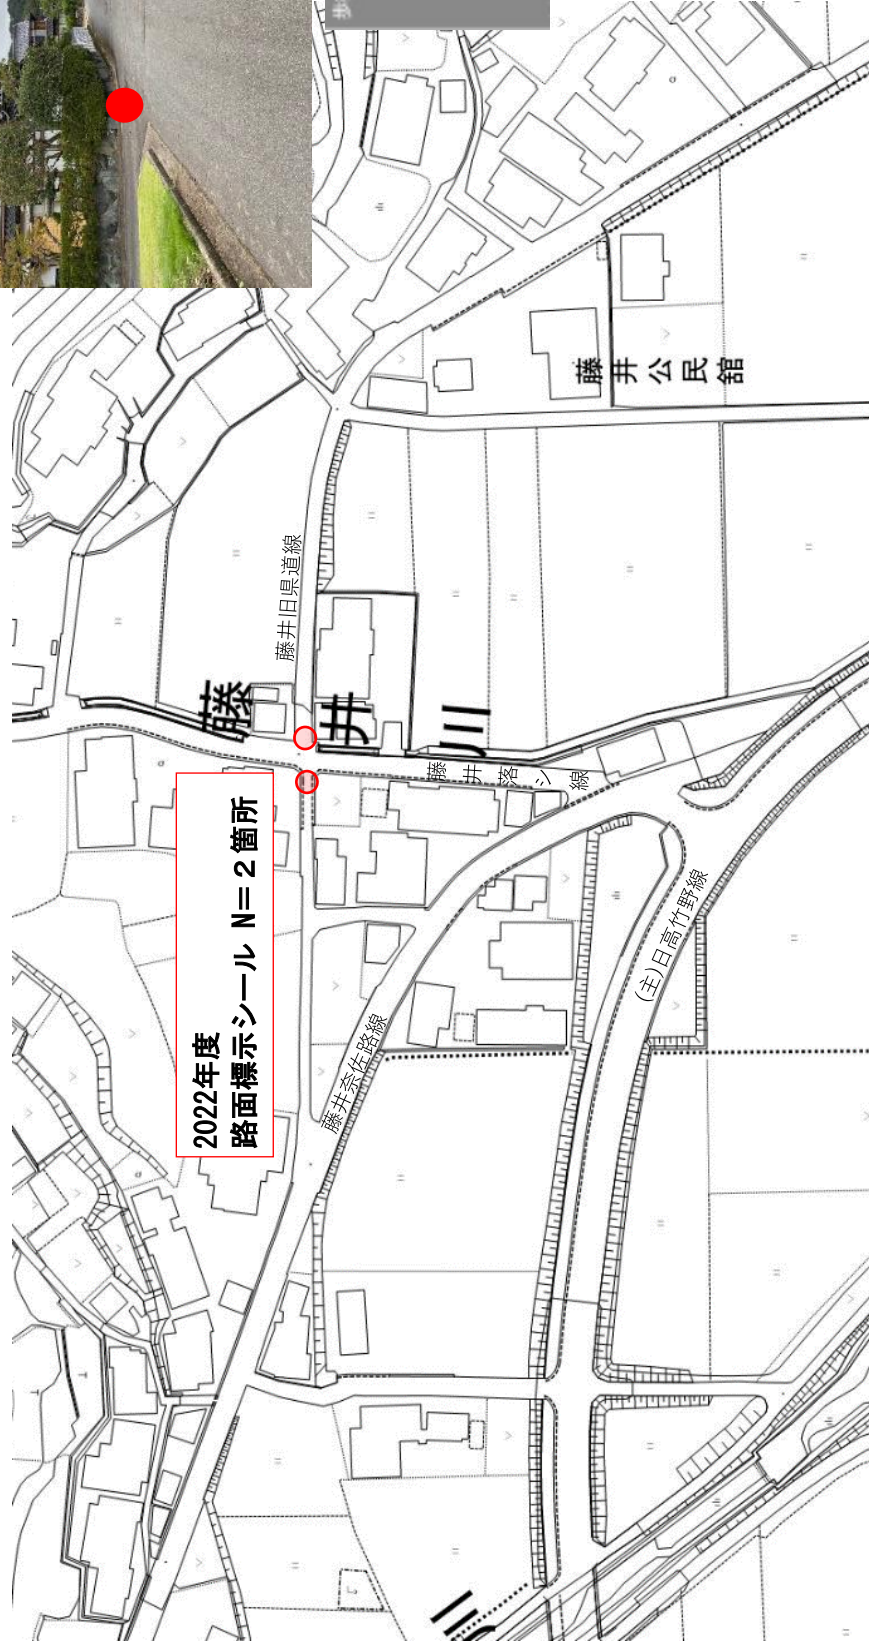 歩
藤井公民館
藤井旧県道線
藤井川
藤井落シ線
2022年度
路面標示シール N=2箇所
(主)日高竹野線
藤井奈佐路線
川